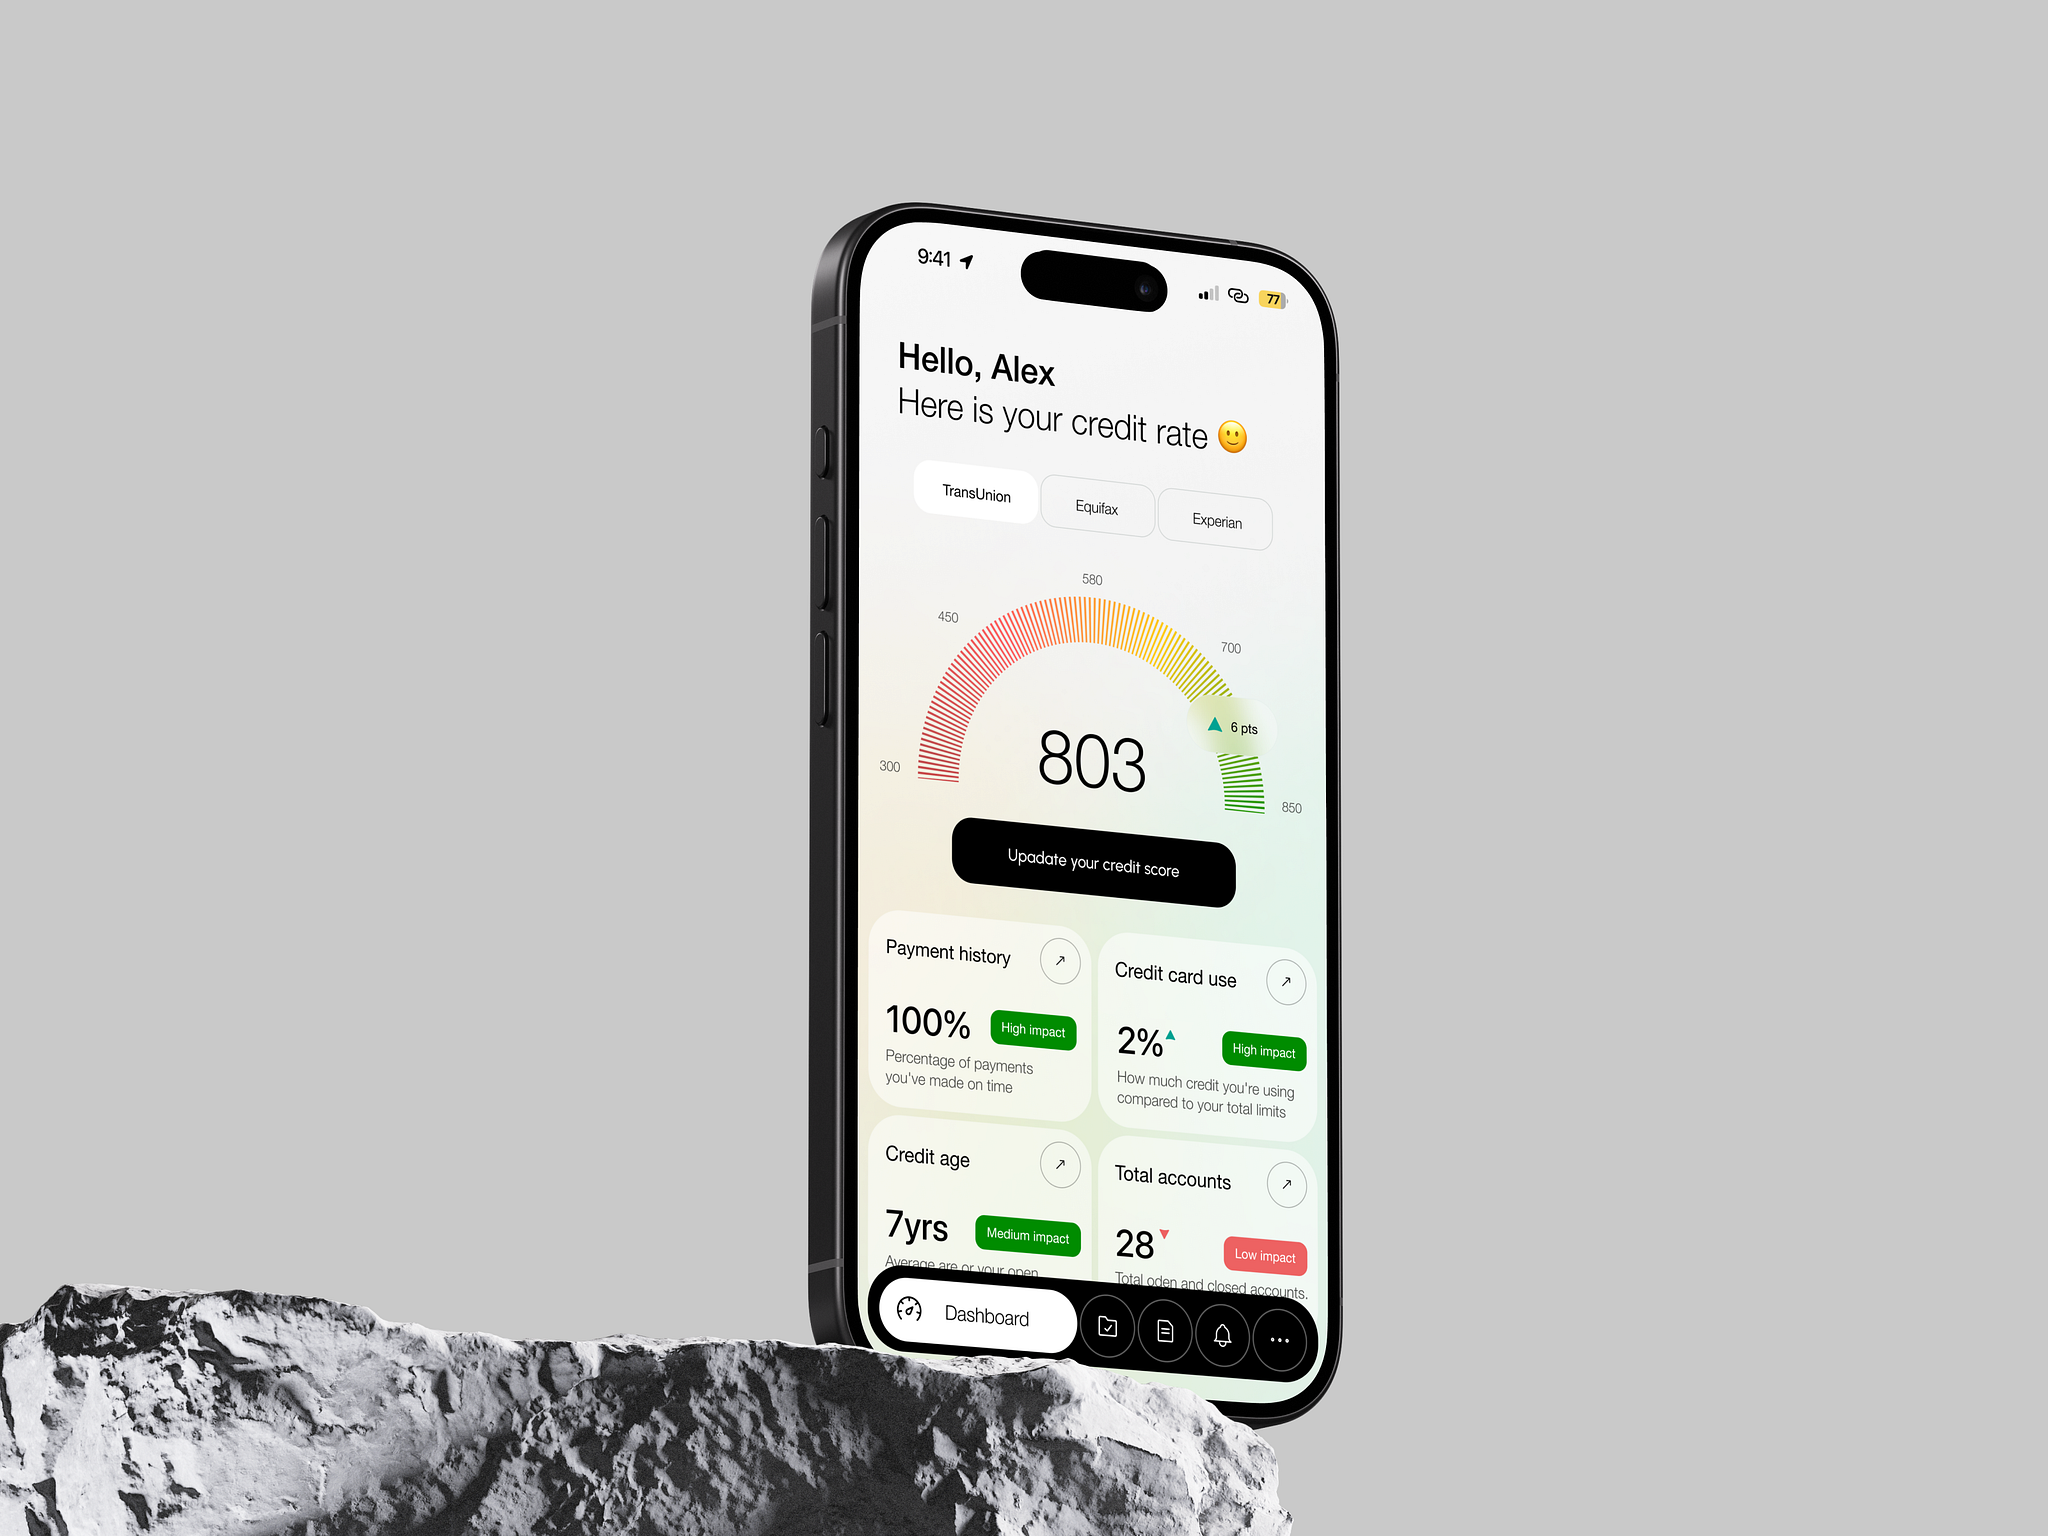 9:41
77
Hello, Alex
Here is your credit rate
TransUnion
Equifax
Experian
580
450
700
6 pts
803
300
850
Upadate your credit score
Payment history
100%
High impact
Percentage of payments
you've made on time
Credit card use
2%
High impact
How much credit you're using
compared to your total limits
Credit age
7yrs
Medium impact
Average are or your open
Total accounts
28
Low impact
Total oden and closed accounts.
Dashboard